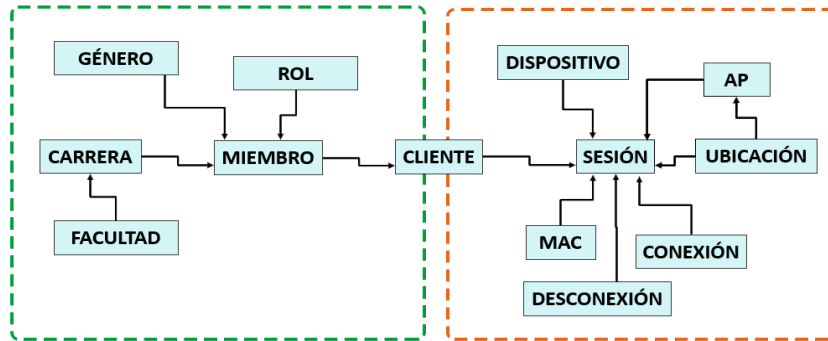 GÉNERO
ROL
CARRERA
MIEMBRO
FACULTAD
CLIENTE
DISPOSITIVO
AP
SESIÓN
UBICACIÓN
MAC
CONEXIÓN
DESCONEXIÓN